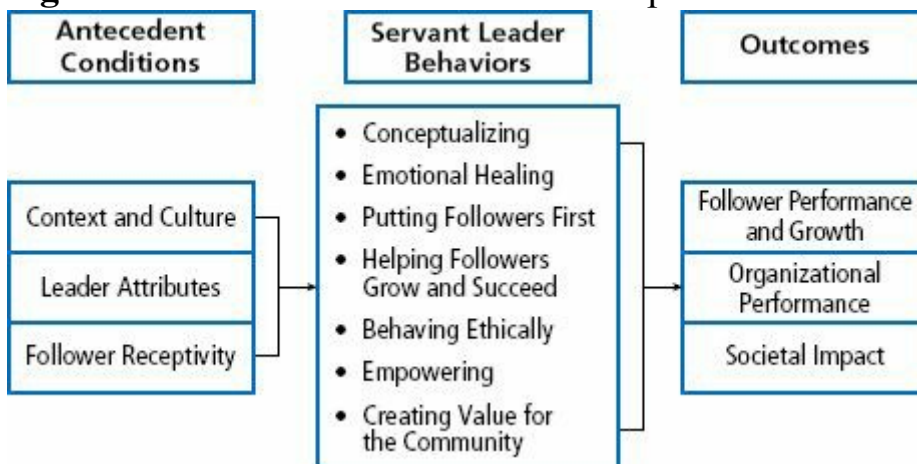 Antecedent
Conditions
Servant Leader
Behaviors
Outcomes
Context and Culture
Leader Attributes
Follower Receptivity
• Conceptualizing
• Emotional Healing
• Putting Followers First
• Helping Followers
Grow and Succeed
• Behaving Ethically
• Empowering
• Creating Value for
the Community
Follower Performance
and Growth
Organizational
Performance
Societal Impact